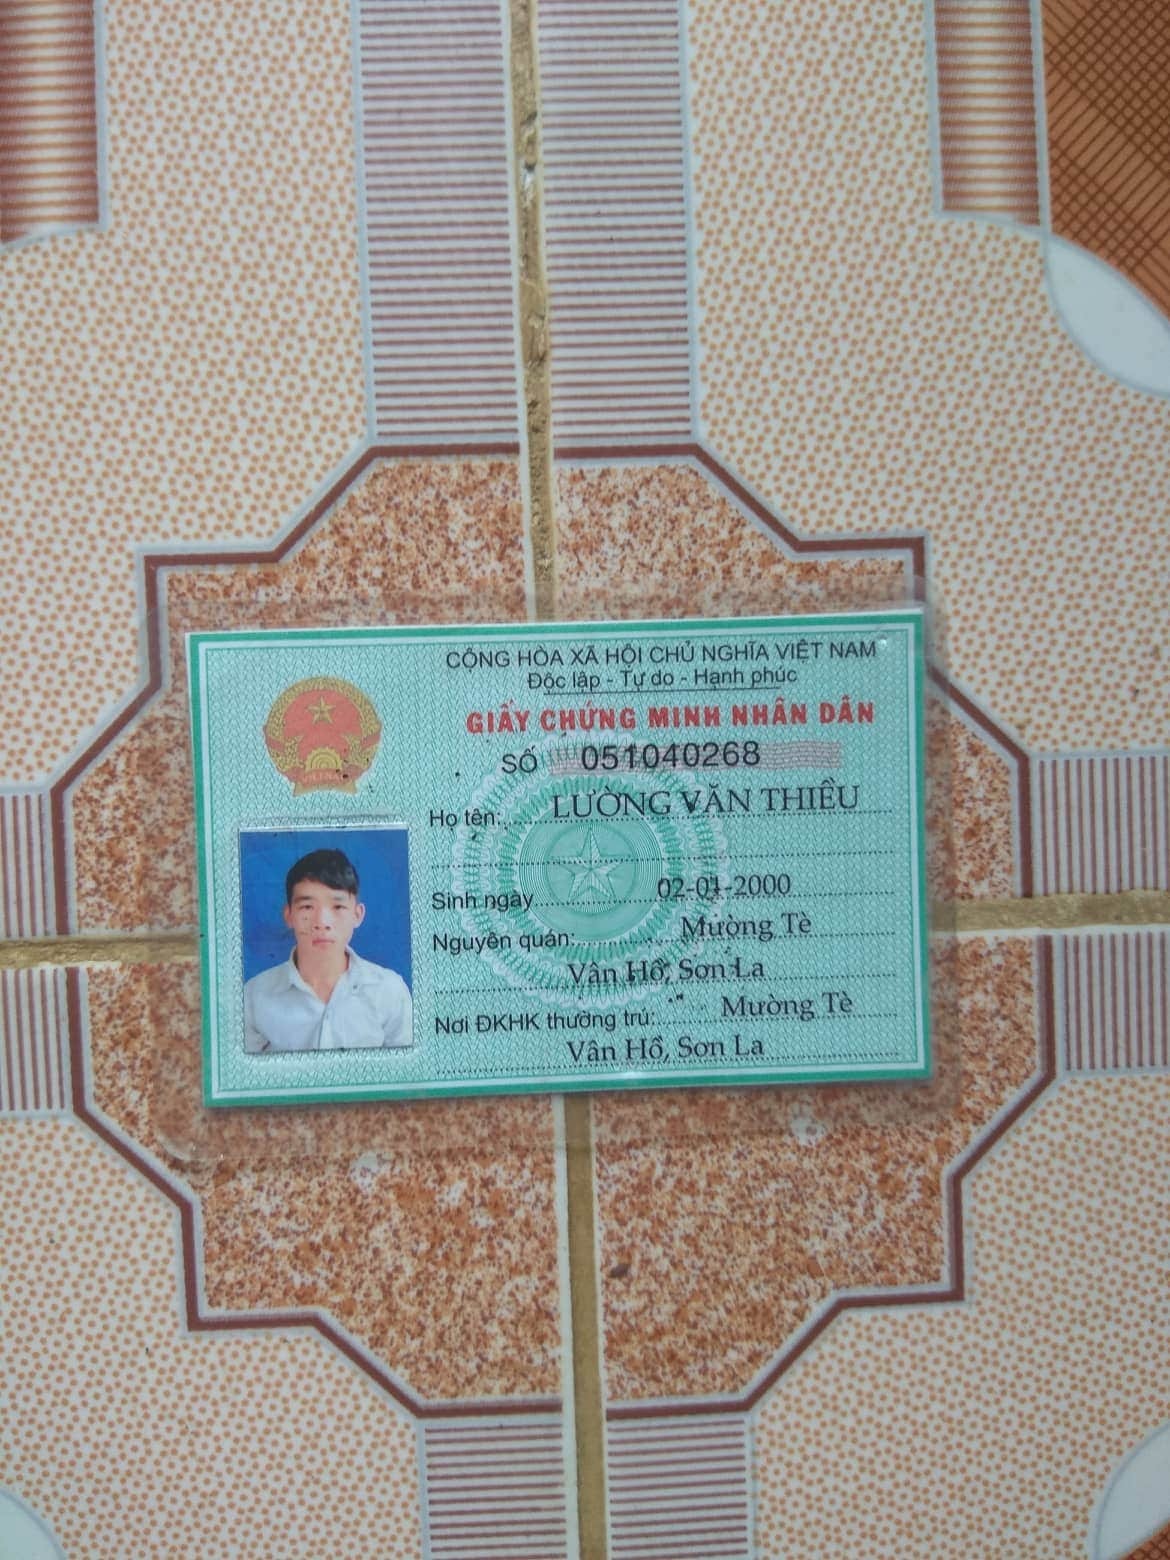 CỘNG HÒA XÃ HỘI CHỦ NGHĨA VIỆT NAM
Độc lập - Tự do - Hạnh phúc
GIẤY CHỨNG MINH NHÂN DÂN
SỐ 051040268
Họ tên: LƯỜNG VĂN THIỀU
Sinh ngày 02-01-2000
Nguyên quán: Mường Tè
Vân Hồ, Sơn La
Nơi ĐKHK thường trú: Mường Tè
Vân Hồ, Sơn La